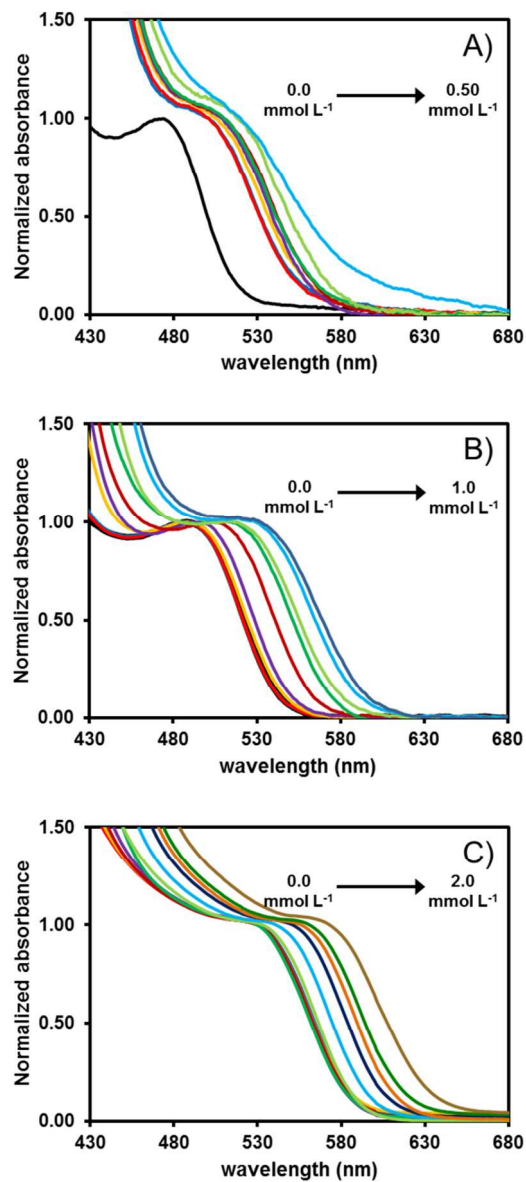 A)
1.50
1.00
0.50
0.00
Normalized absorbance
0.0 0.50
mmol L-1 mmol L-1
430 480 530 580 630 680
wavelength (nm)
B)
1.50
1.00
0.50
0.00
Normalized absorbance
0.0 1.0
mmol L-1 mmol L-1
430 480 530 580 630 680
wavelength (nm)
C)
1.50
1.00
0.50
0.00
Normalized absorbance
0.0 2.0
mmol L-1 mmol L-1
430 480 530 580 630 680
wavelength (nm)